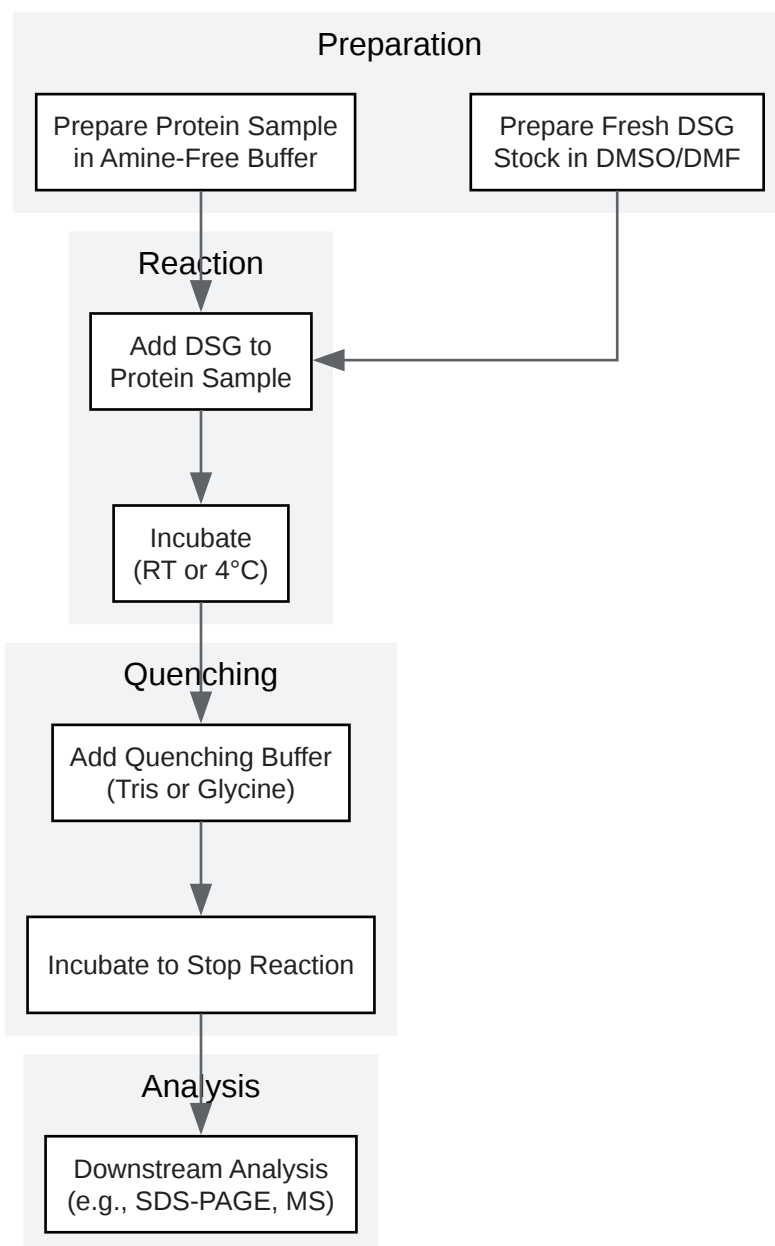 Preparation
Prepare Protein Sample
in Amine-Free Buffer
Prepare Fresh DSG
Stock in DMSO/DMF
Reaction
Add DSG to
Protein Sample
Incubate
(RT or 4°C)
Quenching
Add Quenching Buffer
(Tris or Glycine)
Incubate to Stop Reaction
Analysis
Downstream Analysis
(e.g., SDS-PAGE, MS)